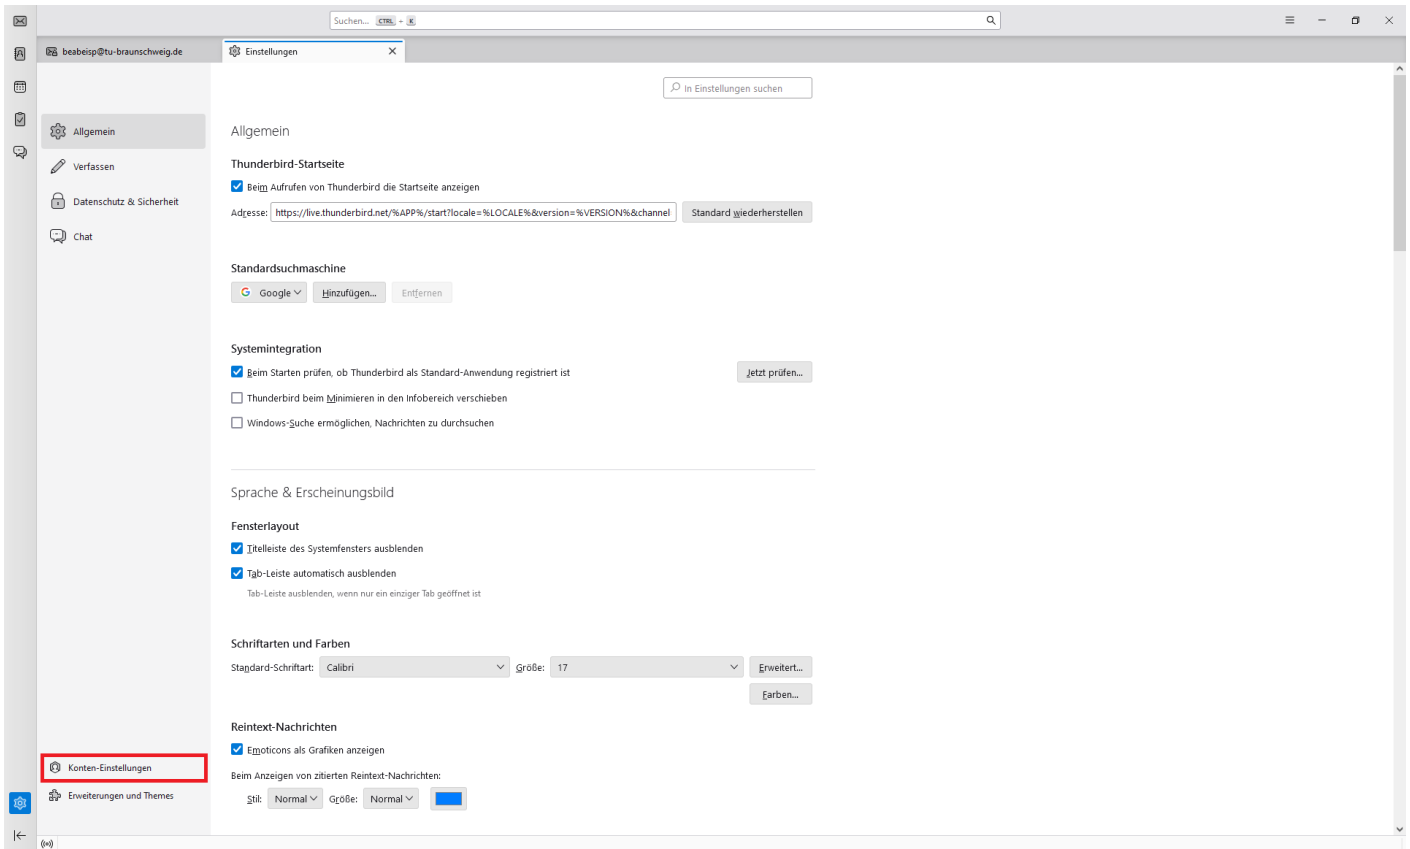 Suchen... CTRL + K
beabeisp@tu-braunschweig.de
Einstellungen
In Einstellungen suchen
Allgemein
Verfassen
Datenschutz & Sicherheit
Chat
Konten-Einstellungen
Erweiterungen und Themes
Allgemein
Thunderbird-Startseite
Beim Aufrufen von Thunderbird die Startseite anzeigen
Adresse: https://live.thunderbird.net/%APP%/start?locale=%LOCALE%&version=%VERSION%&channel Standard wiederherstellen
Standardsuchmaschine
Google Hinzufügen... Entfernen
Systemintegration
Beim Starten prüfen, ob Thunderbird als Standard-Anwendung registriert ist Jetzt prüfen...
Thunderbird beim Minimieren in den Infobereich verschieben
Windows-Suche ermöglichen, Nachrichten zu durchsuchen
Sprache & Erscheinungsbild
Fensterlayout
Titelleiste des Systemfensters ausblenden
Tab-Leiste automatisch ausblenden
Tab-Leiste ausblenden, wenn nur ein einziger Tab geöffnet ist
Schriftarten und Farben
Standard-Schriftart: Calibri Größe: 17 Erweitert...
Farben...
Reintext-Nachrichten
Emoticons als Grafiken anzeigen
Beim Anzeigen von zitierten Reintext-Nachrichten:
Stil: Normal Größe: Normal